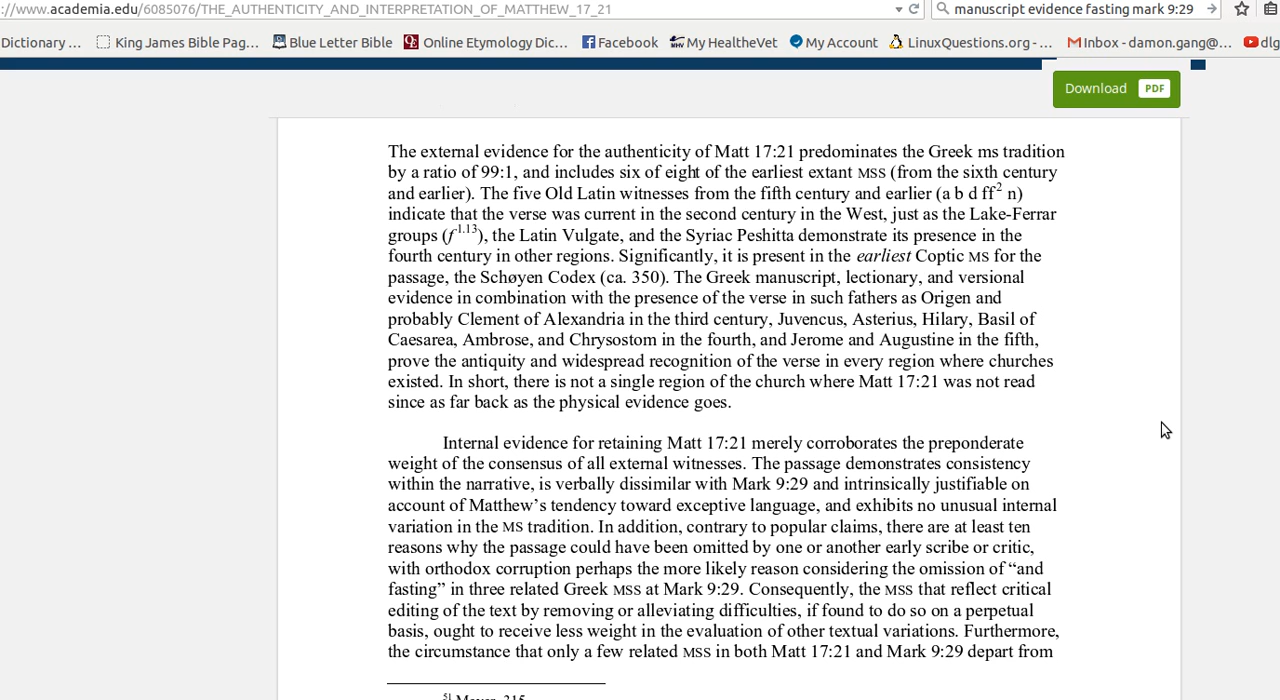 ://www.academia.edu/6085076/THE_AUTHENTICITY_AND_INTERPRETATION_OF_MATTHEW_17_21
manuscript evidence fasting mark 9:29
Dictionary ... King James Bible Pag... Blue Letter Bible Online Etymology Dic... Facebook My HealtheVet My Account LinuxQuestions.org - ... Inbox - damon.gang@... dlg
Download PDF
The external evidence for the authenticity of Matt 17:21 predominates the Greek ms tradition
by a ratio of 99:1, and includes six of eight of the earliest extant MSS (from the sixth century
and earlier). The five Old Latin witnesses from the fifth century and earlier (a b d ff2 n)
indicate that the verse was current in the second century in the West, just as the Lake-Ferrar
groups (f1.13), the Latin Vulgate, and the Syriac Peshitta demonstrate its presence in the
fourth century in other regions. Significantly, it is present in the earliest Coptic MS for the
passage, the Schøyen Codex (ca. 350). The Greek manuscript, lectionary, and versional
evidence in combination with the presence of the verse in such fathers as Origen and
probably Clement of Alexandria in the third century, Juvencus, Asterius, Hilary, Basil of
Caesarea, Ambrose, and Chrysostom in the fourth, and Jerome and Augustine in the fifth,
prove the antiquity and widespread recognition of the verse in every region where churches
existed. In short, there is not a single region of the church where Matt 17:21 was not read
since as far back as the physical evidence goes.
Internal evidence for retaining Matt 17:21 merely corroborates the preponderate
weight of the consensus of all external witnesses. The passage demonstrates consistency
within the narrative, is verbally dissimilar with Mark 9:29 and intrinsically justifiable on
account of Matthew's tendency toward exceptive language, and exhibits no unusual internal
variation in the MS tradition. In addition, contrary to popular claims, there are at least ten
reasons why the passage could have been omitted by one or another early scribe or critic,
with orthodox corruption perhaps the more likely reason considering the omission of “and
fasting” in three related Greek MSS at Mark 9:29. Consequently, the MSS that reflect critical
editing of the text by removing or alleviating difficulties, if found to do so on a perpetual
basis, ought to receive less weight in the evaluation of other textual variations. Furthermore,
the circumstance that only a few related MSS in both Matt 17:21 and Mark 9:29 depart from